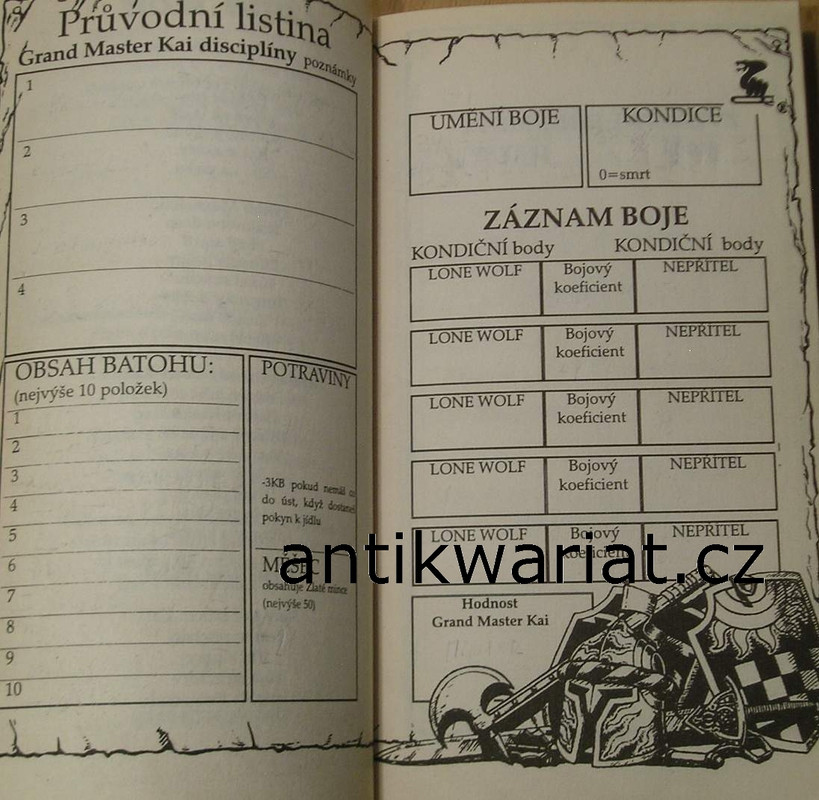 Průvodní listina
Grand Master Kai disciplíny poznámky
1
2
3
4
OBSAH BATOHU:
(nejvýše 10 položek)
1
2
3
4
5
6
7
8
9
10
POTRAVINY
-3KB pokud nemáš co
do úst, když dostaneš
pokyn k jídlu
MĚŠEC
obsahuje Zlaté mince
(nejvýše 50)
UMĚNÍ BOJE
KONDICE
0=smrt
ZÁZNAM BOJE
KONDIČNÍ body KONDIČNÍ body
LONE WOLF Bojový NEPŘÍTEL
koeficient
LONE WOLF Bojový NEPŘÍTEL
koeficient
LONE WOLF Bojový NEPŘÍTEL
koeficient
LONE WOLF Bojový NEPŘÍTEL
koeficient
LONE WOLF Bojový NEPŘÍTEL
koeficient
antikwariat.cz
Hodnost
Grand Master Kai